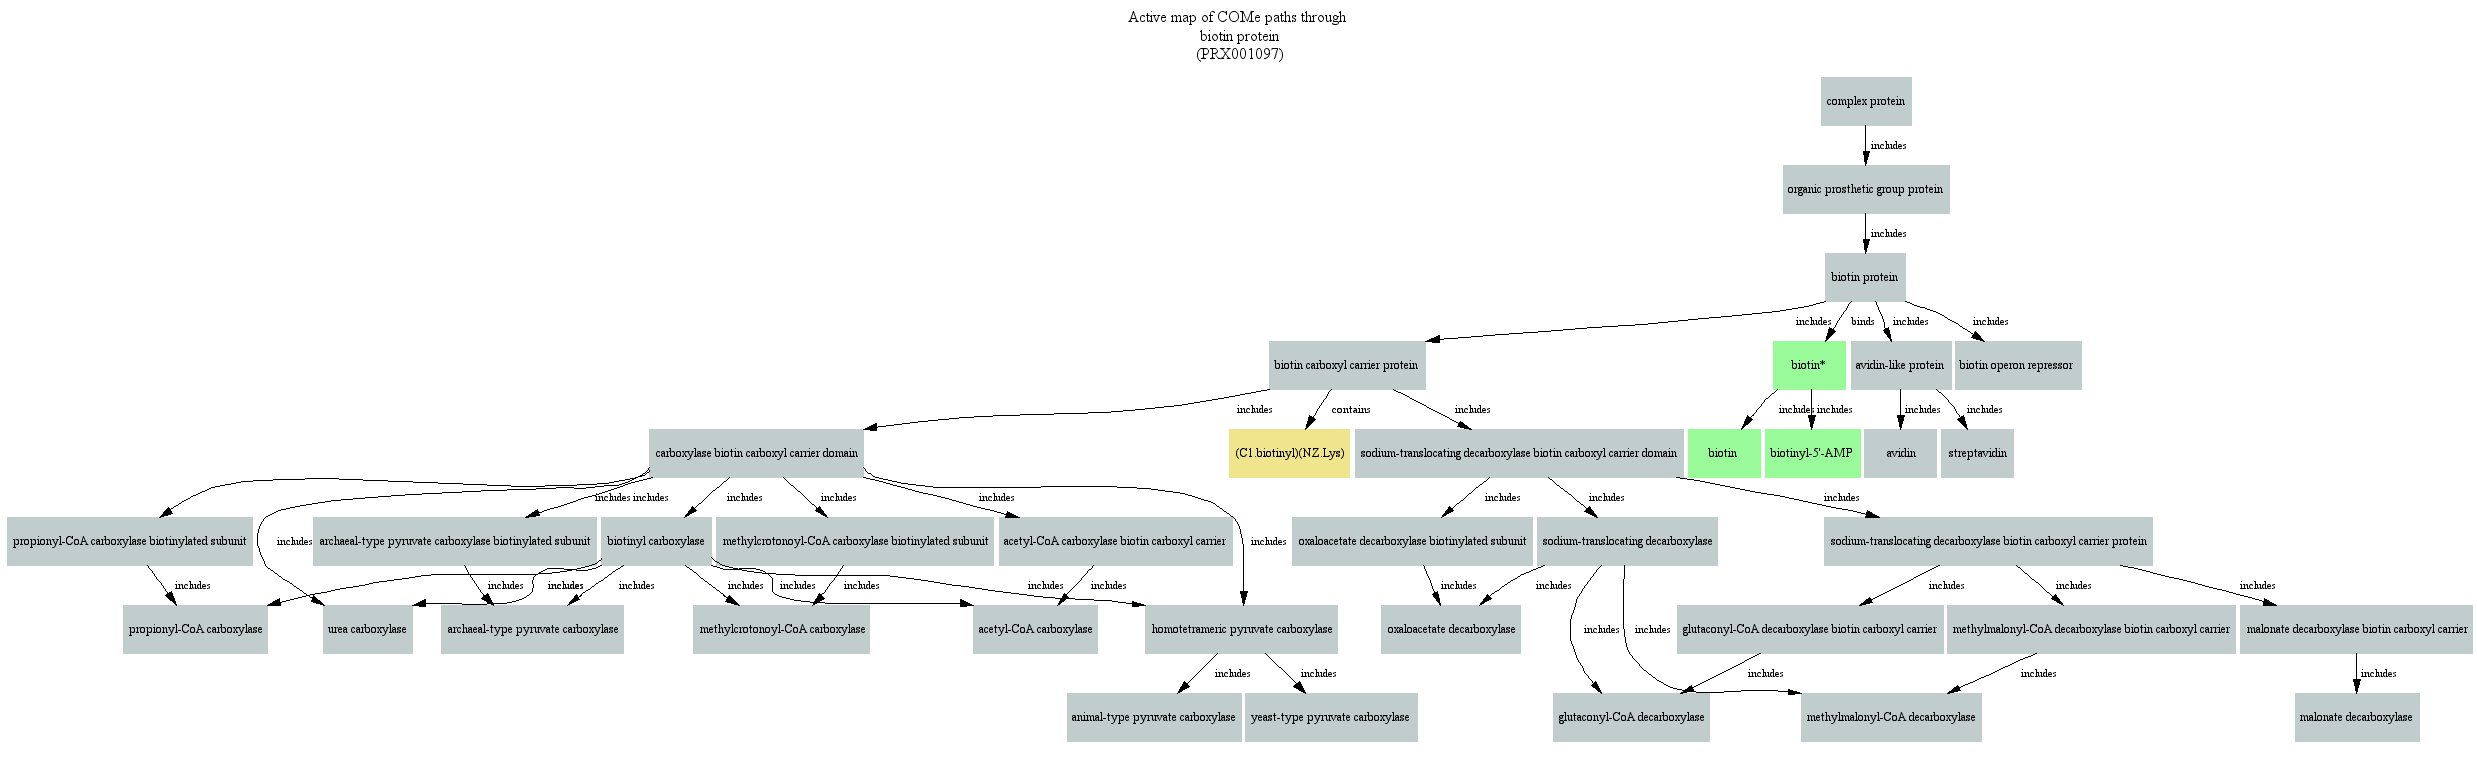 Active map of COMe paths through
biotin protein
(PRX001097)
complex protein
includes
organic prosthetic group protein
includes
biotin protein
includes
binds
includes
includes
biotin carboxyl carrier protein
biotin*
avidin-like protein
biotin operon repressor
includes
contains
includes
includes
includes
includes
includes
carboxylase biotin carboxyl carrier domain
(C1.biotinyl)(NZ.Lys)
sodium-translocating decarboxylase biotin carboxyl carrier domain
biotin
biotinyl-5'-AMP
avidin
streptavidin
includes
includes
includes
includes
includes
includes
includes
includes
propionyl-CoA carboxylase biotinylated subunit
includes
archaeal-type pyruvate carboxylase biotinylated subunit
biotinyl carboxylase
methylcrotonoyl-CoA carboxylase biotinylated subunit
acetyl-CoA carboxylase biotin carboxyl carrier
includes
oxaloacetate decarboxylase biotinylated subunit
sodium-translocating decarboxylase
sodium-translocating decarboxylase biotin carboxyl carrier protein
includes
includes
includes
includes
includes
includes
includes
includes
includes
includes
includes
includes
includes
includes
propionyl-CoA carboxylase
urea carboxylase
archaeal-type pyruvate carboxylase
methylcrotonoyl-CoA carboxylase
acetyl-CoA carboxylase
homotetrameric pyruvate carboxylase
oxaloacetate decarboxylase
includes
includes
glutaconyl-CoA decarboxylase biotin carboxyl carrier
methylmalonyl-CoA decarboxylase biotin carboxyl carrier
malonate decarboxylase biotin carboxyl carrier
includes
includes
includes
includes
includes
animal-type pyruvate carboxylase
yeast-type pyruvate carboxylase
glutaconyl-CoA decarboxylase
methylmalonyl-CoA decarboxylase
malonate decarboxylase